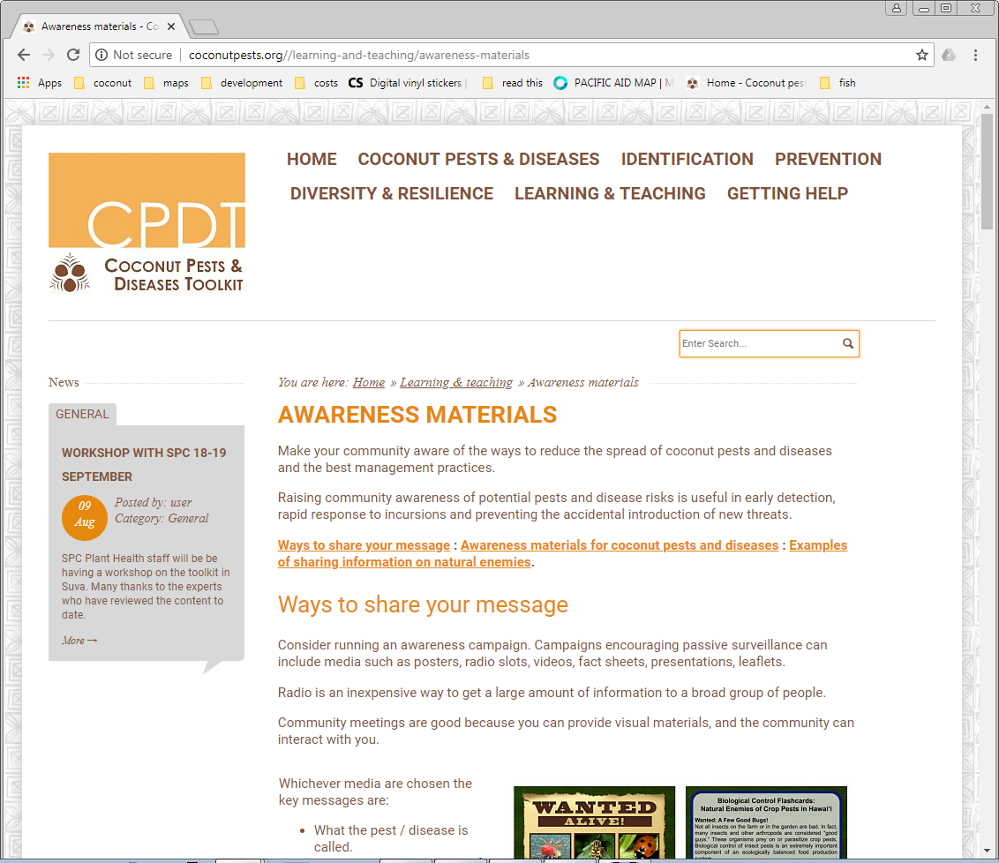 Awareness materials - Co
Not secure
coconutpests.org//learning-and-teaching/awareness-materials
Apps
coconut
maps
development
costs
CS Digital vinyl stickers |
read this
PACIFIC AID MAP |
Home - Coconut pest
fish
CPDT
COCONUT PESTS &
DISEASES TOOLKIT
HOME COCONUT PESTS & DISEASES IDENTIFICATION PREVENTION
DIVERSITY & RESILIENCE LEARNING & TEACHING GETTING HELP
Enter Search...
News
GENERAL
WORKSHOP WITH SPC 18-19
SEPTEMBER
09
Aug
Posted by: user
Category: General
SPC Plant Health staff will be be
having a workshop on the toolkit in
Suva. Many thanks to the experts
who have reviewed the content to
date.
More →
You are here: Home » Learning & teaching » Awareness materials
AWARENESS MATERIALS
Make your community aware of the ways to reduce the spread of coconut pests and diseases
and the best management practices.
Raising community awareness of potential pests and disease risks is useful in early detection,
rapid response to incursions and preventing the accidental introduction of new threats.
Ways to share your message : Awareness materials for coconut pests and diseases : Examples
of sharing information on natural enemies.
Ways to share your message
Consider running an awareness campaign. Campaigns encouraging passive surveillance can
include media such as posters, radio slots, videos, fact sheets, presentations, leaflets.
Radio is an inexpensive way to get a large amount of information to a broad group of people.
Community meetings are good because you can provide visual materials, and the community can
interact with you.
Whichever media are chosen the
key messages are:
• What the pest / disease is
called.
WANTED
ALIVE!
Biological Control Flashcards:
Natural Enemies of Crop Pests in Hawai'i
Wanted: A Few Good Bugs!
Not all insects on the farm or in the garden are bad. In fact,
many insects and other arthropods are considered "good
guys." These organisms prey on or parasitize crop pests.
Biological control of insect pests is an extremely important
component of an ecologically balanced food production